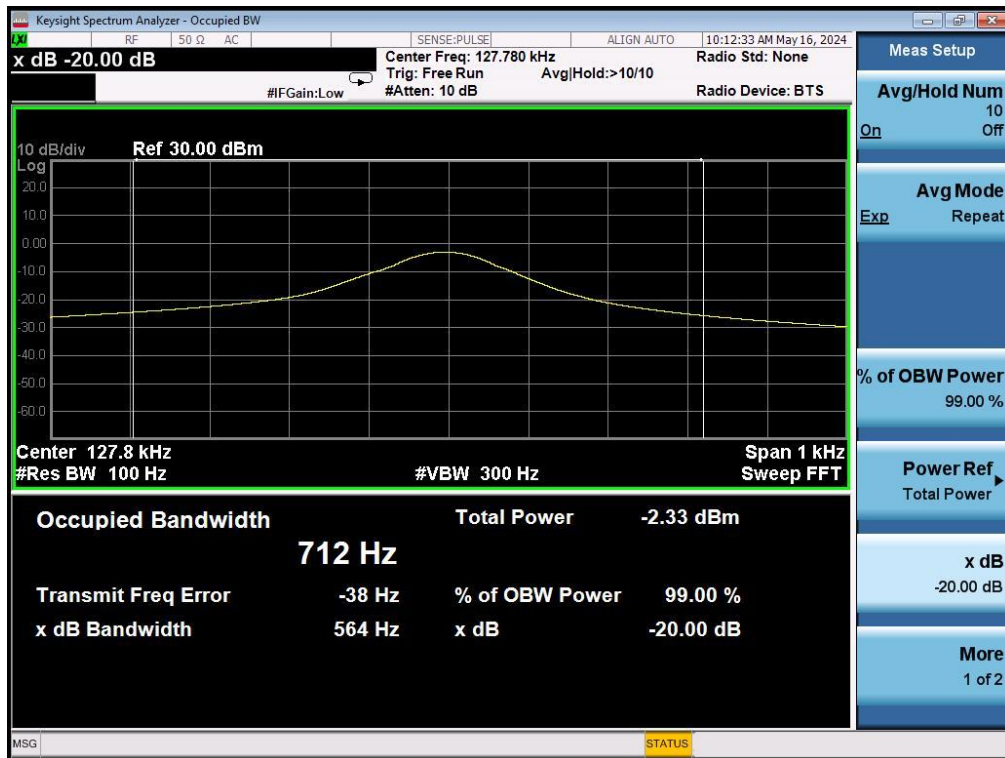 Keysight Spectrum Analyzer - Occupied BW
LXI RF 50 Ω AC SENSE:PULSE ALIGN AUTO 10:12:33 AM May 16, 2024
x dB -20.00 dB
Center Freq: 127.780 kHz Radio Std: None
Trig: Free Run Avg|Hold:>10/10
#IFGain:Low #Atten: 10 dB Radio Device: BTS
10 dB/div Ref 30.00 dBm
Log
20.0
10.0
0.00
-10.0
-20.0
-30.0
-40.0
-50.0
-60.0
Center 127.8 kHz Span 1 kHz
#Res BW 100 Hz #VBW 300 Hz Sweep FFT
Occupied Bandwidth Total Power -2.33 dBm
712 Hz
Transmit Freq Error -38 Hz % of OBW Power 99.00 %
x dB Bandwidth 564 Hz x dB -20.00 dB
MSG STATUS
Meas Setup
Avg/Hold Num
10
On Off
Avg Mode
Exp Repeat
% of OBW Power
99.00 %
Power Ref
Total Power
x dB
-20.00 dB
More
1 of 2